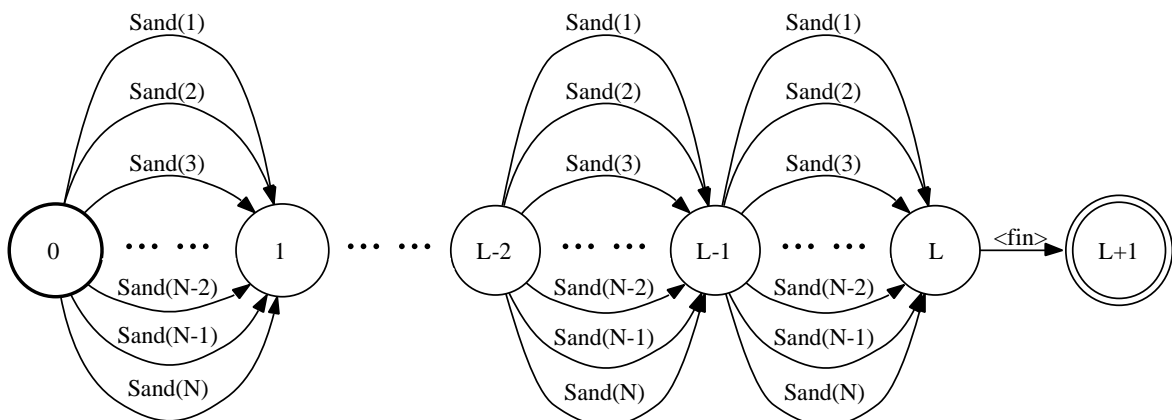 Sand(1) Sand(1) Sand(1)
Sand(2) Sand(2) Sand(2)
Sand(3) Sand(3) Sand(3)
0 ... ... 1 ... ... L-2 ... ... L-1 ... ... L <fin> L+1
Sand(N-2) Sand(N-2) Sand(N-2)
Sand(N-1) Sand(N-1) Sand(N-1)
Sand(N) Sand(N) Sand(N)